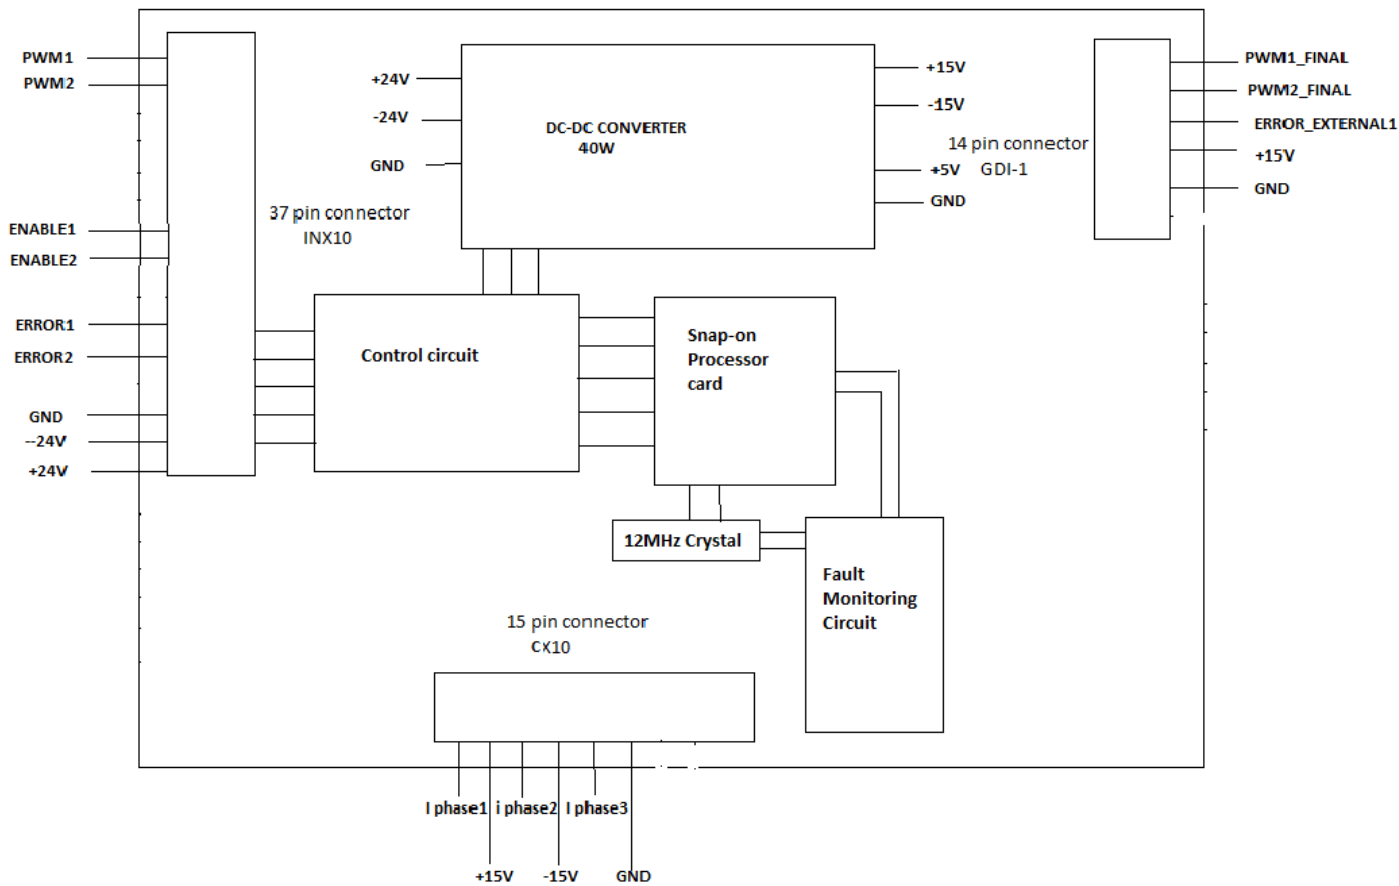 PWM1
PWM2
ENABLE1
ENABLE2
ERROR1
ERROR2
GND
--24V
+24V
37 pin connector
INX10
+24V
-24V
GND
DC-DC CONVERTER
40W
+15V
-15V
+5V
GND
14 pin connector
GDI-1
PWM1_FINAL
PWM2_FINAL
ERROR_EXTERNAL1
+15V
GND
Control circuit
Snap-on
Processor
card
12MHz Crystal
Fault
Monitoring
Circuit
15 pin connector
CX10
I phase1
i phase2
I phase3
+15V
-15V
GND